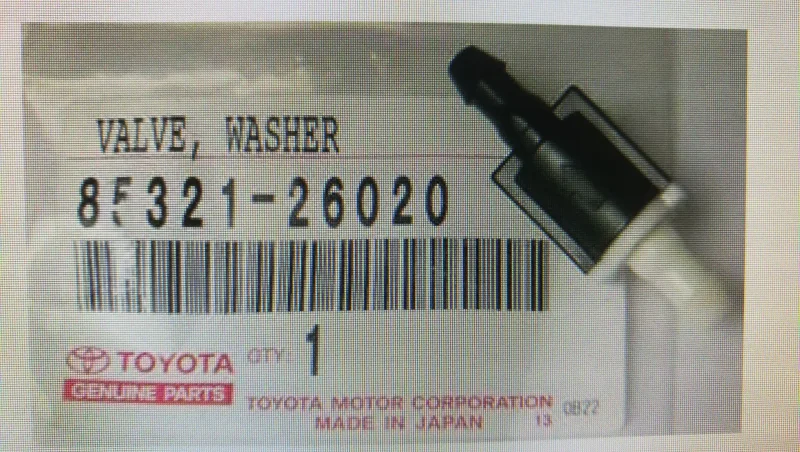 VALVE, WASHER
85321-26020
TOYOTA QTY: 1
GENUINE PARTS
TOYOTA MOTOR CORPORATION 0822
MADE IN JAPAN 13